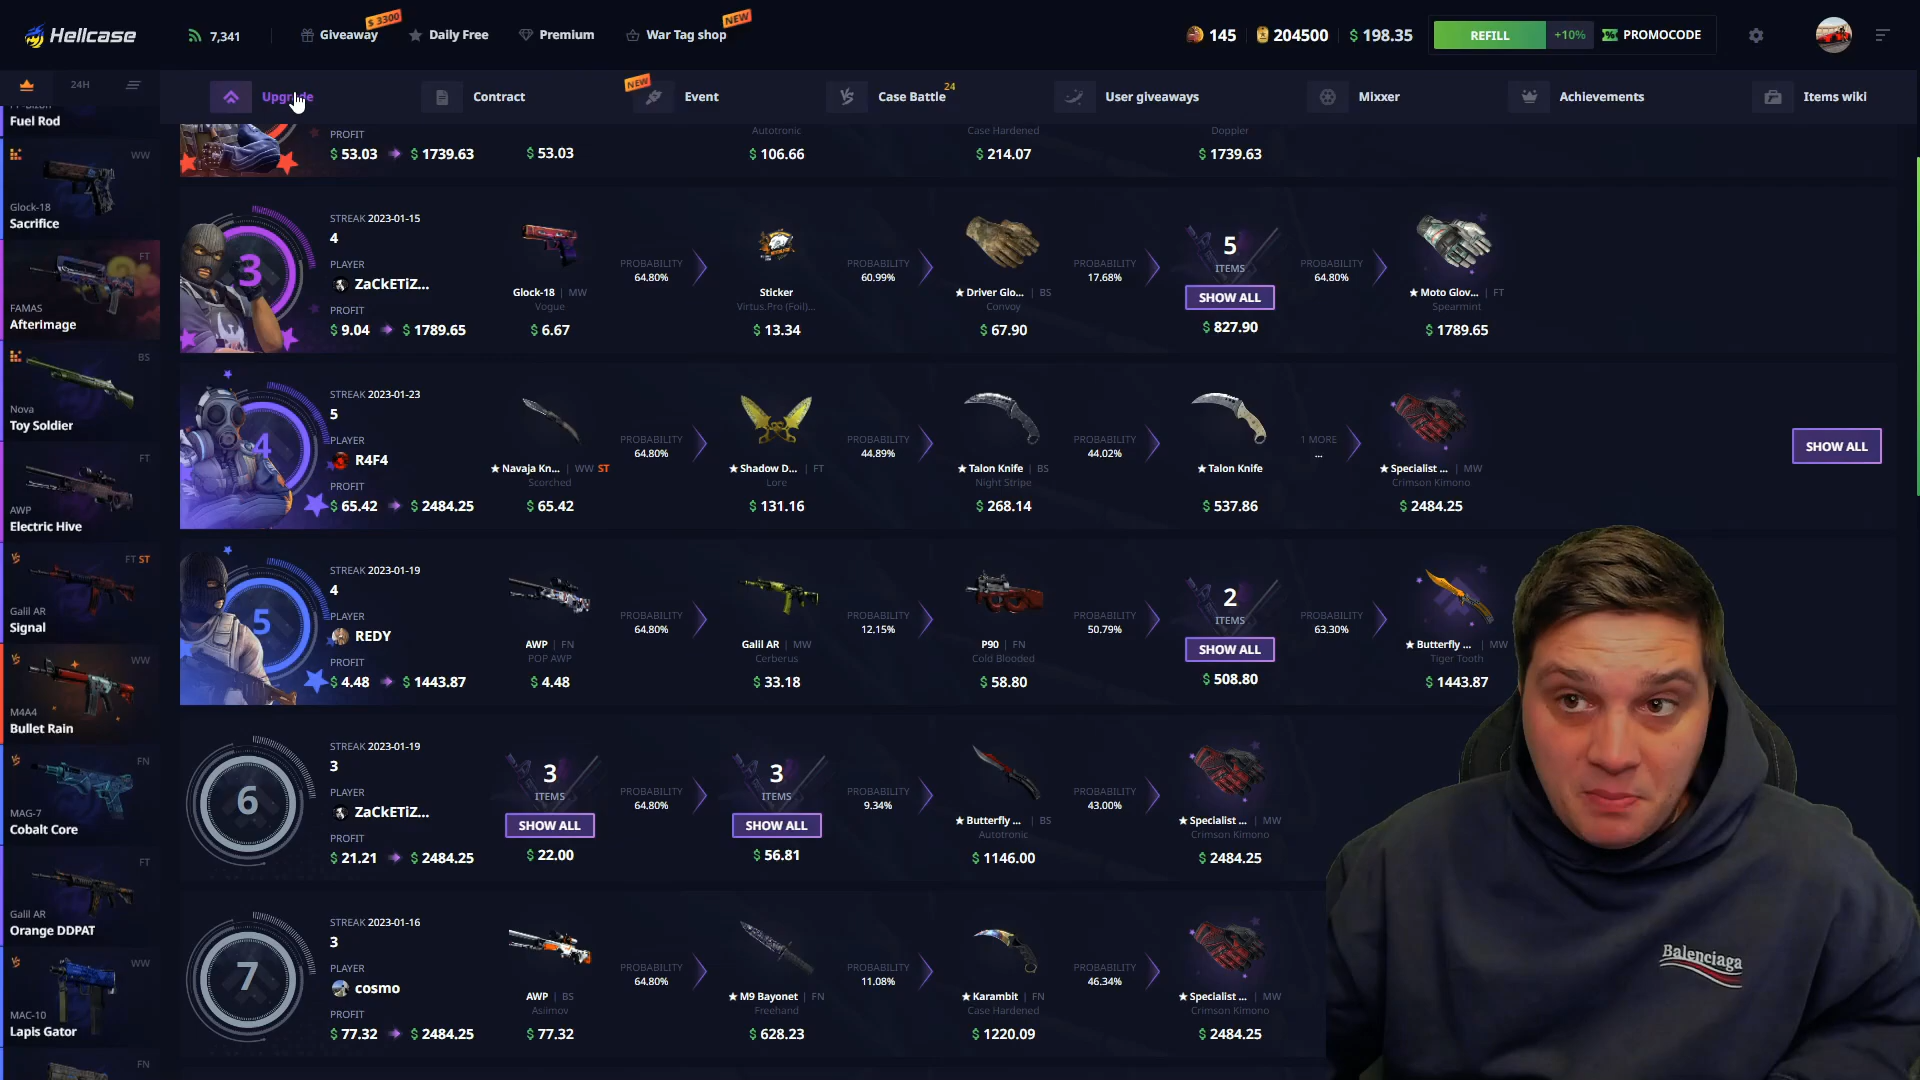 Hellcase
7,341
Giveaway
$ 3300
Daily Free
Premium
War Tag shop
NEW
145
204500
$ 198.35
REFILL
+10%
PROMOCODE
24H
Upgrade
Contract
NEW
Event
Case Battle
24
User giveaways
Mixxer
Achievements
Items wiki
Fuel Rod
WW
Glock-18
Sacrifice
FT
FAMAS
Afterimage
BS
Nova
Toy Soldier
FT
AWP
Electric Hive
FT ST
Galil AR
Signal
WW
M4A4
Bullet Rain
FN
MAG-7
Cobalt Core
FT
Galil AR
Orange DDPAT
WW
MAC-10
Lapis Gator
FN
PROFIT
$ 53.03
$ 1739.63
$ 53.03
Autotronic
$ 106.66
Case Hardened
$ 214.07
Doppler
$ 1739.63
3
STREAK 2023-01-15
4
PLAYER
ZaCkETiZ...
PROFIT
$ 9.04
$ 1789.65
Glock-18 | MW
Vogue
$ 6.67
PROBABILITY
64.80%
Sticker
Virtus.Pro (Foil)...
$ 13.34
PROBABILITY
60.99%
★ Driver Glo... | BS
Convoy
$ 67.90
PROBABILITY
17.68%
5
ITEMS
SHOW ALL
$ 827.90
PROBABILITY
64.80%
★ Moto Glov... | FT
Spearmint
$ 1789.65
4
STREAK 2023-01-23
5
PLAYER
R4F4
PROFIT
$ 65.42
$ 2484.25
★ Navaja Kn... | WW ST
Scorched
$ 65.42
PROBABILITY
64.80%
★ Shadow D... | FT
Lore
$ 131.16
PROBABILITY
44.89%
★ Talon Knife | BS
Night Stripe
$ 268.14
PROBABILITY
44.02%
★ Talon Knife
$ 537.86
1 MORE
...
★ Specialist ... | MW
Crimson Kimono
$ 2484.25
SHOW ALL
5
STREAK 2023-01-19
4
PLAYER
REDY
PROFIT
$ 4.48
$ 1443.87
AWP | FN
POP AWP
$ 4.48
PROBABILITY
64.80%
Galil AR | MW
Cerberus
$ 33.18
PROBABILITY
12.15%
P90 | FN
Cold Blooded
$ 58.80
PROBABILITY
50.79%
2
ITEMS
SHOW ALL
$ 508.80
PROBABILITY
63.30%
★ Butterfly ... | MW
Tiger Tooth
$ 1443.87
6
STREAK 2023-01-19
3
PLAYER
ZaCkETiZ...
PROFIT
$ 21.21
$ 2484.25
3
ITEMS
SHOW ALL
$ 22.00
PROBABILITY
64.80%
3
ITEMS
SHOW ALL
$ 56.81
PROBABILITY
9.34%
★ Butterfly ... | BS
Autotronic
$ 1146.00
PROBABILITY
43.00%
★ Specialist ... | MW
Crimson Kimono
$ 2484.25
7
STREAK 2023-01-16
3
PLAYER
cosmo
PROFIT
$ 77.32
$ 2484.25
AWP | BS
Asiimov
$ 77.32
PROBABILITY
64.80%
★ M9 Bayonet | FN
Freehand
$ 628.23
PROBABILITY
11.08%
★ Karambit | FN
Case Hardened
$ 1220.09
PROBABILITY
46.34%
★ Specialist ... | MW
Crimson Kimono
$ 2484.25
Balenciaga